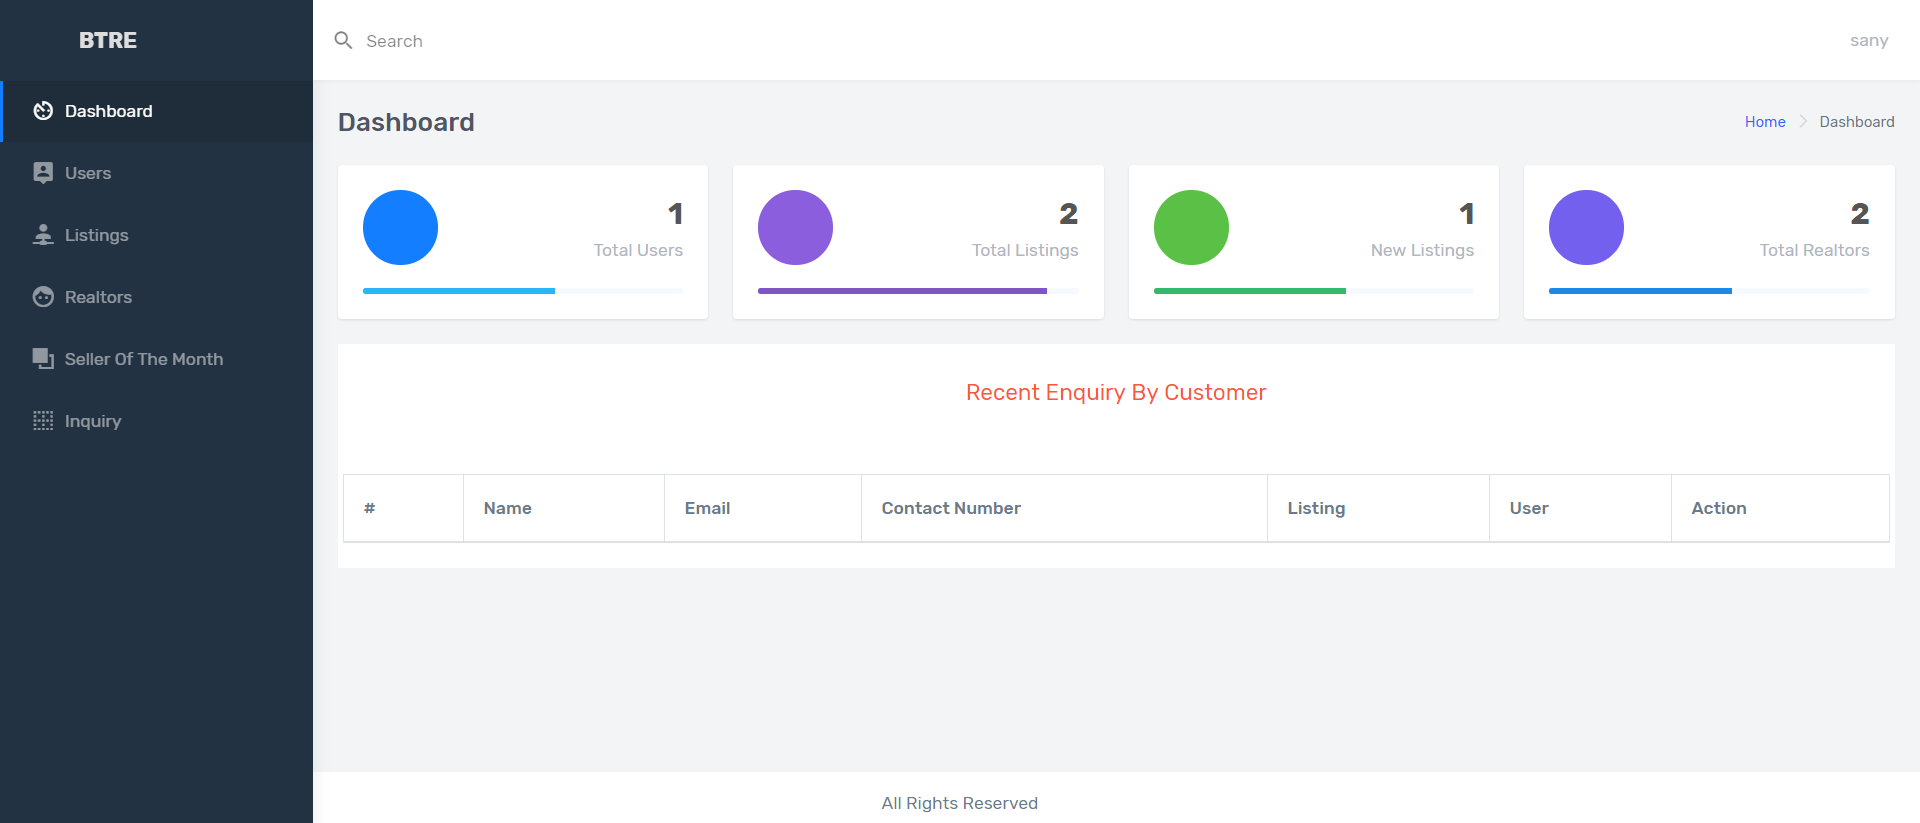 BTRE
Search
sany
Dashboard
Users
Listings
Realtors
Seller Of The Month
Inquiry
Dashboard
Home
Dashboard
1
Total Users
2
Total Listings
1
New Listings
2
Total Realtors
Recent Enquiry By Customer
# Name Email Contact Number Listing User Action
All Rights Reserved